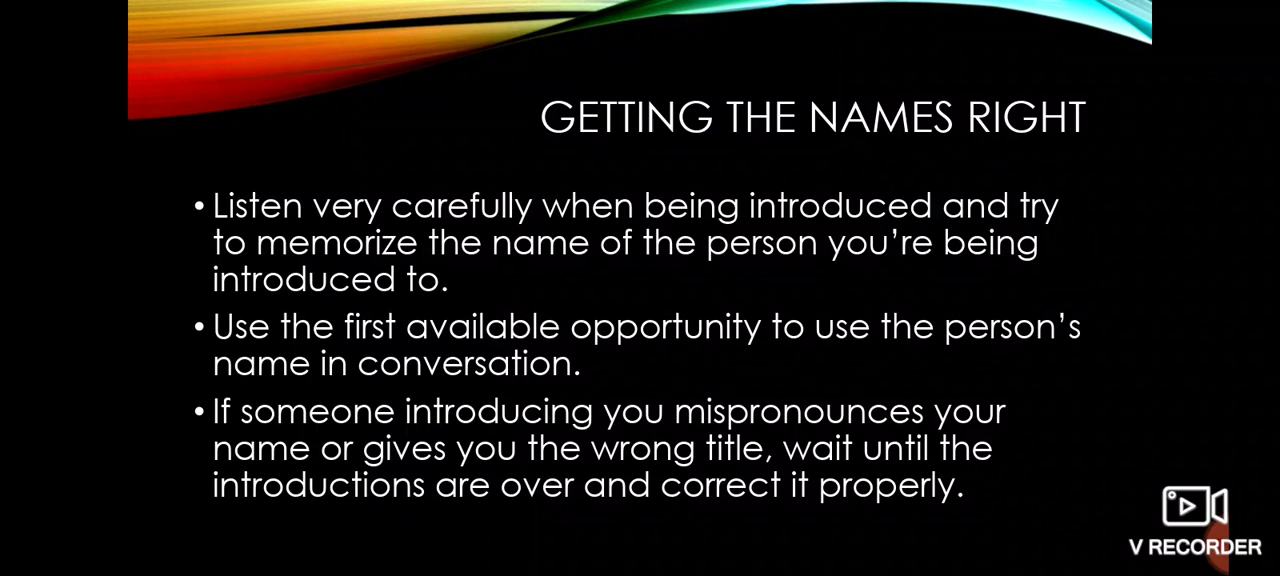 GETTING THE NAMES RIGHT
• Listen very carefully when being introduced and try
to memorize the name of the person you're being
introduced to.
• Use the first available opportunity to use the person's
name in conversation.
• If someone introducing you mispronounces your
name or gives you the wrong title, wait until the
introductions are over and correct it properly.
V RECORDER